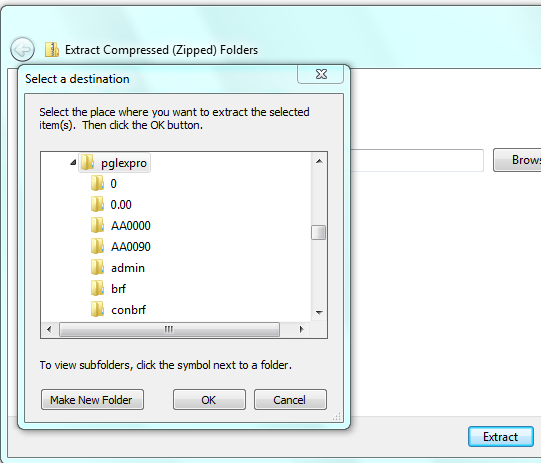 Extract Compressed (Zipped) Folders
Select a destination
Select the place where you want to extract the selected
item(s). Then click the OK button.
pglexpro
0
0.00
AA0000
AA0090
admin
brf
conbrf
To view subfolders, click the symbol next to a folder.
Make New Folder OK Cancel
Brows
Extract